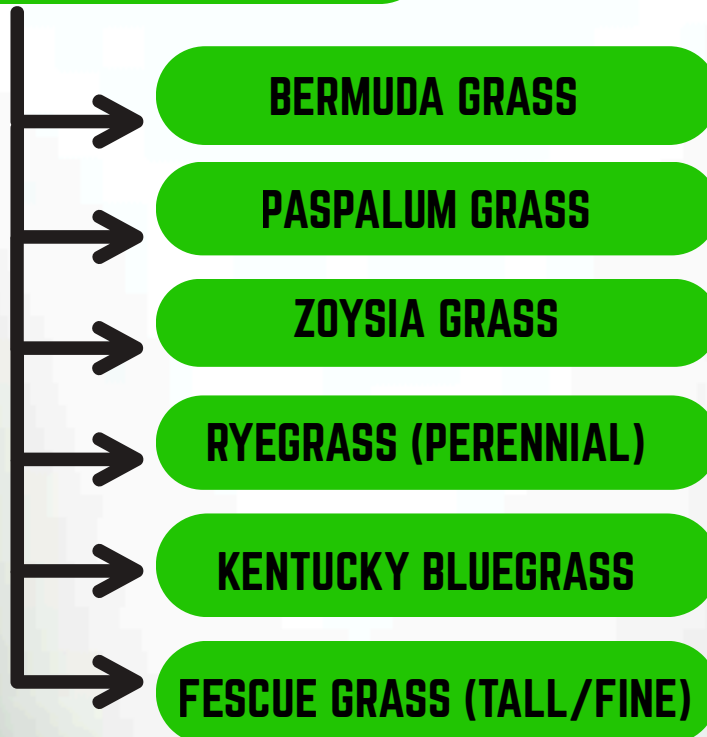 BERMUDA GRASS
PASPALUM GRASS
ZOYSIA GRASS
RYEGRASS (PERENNIAL)
KENTUCKY BLUEGRASS
FESCUE GRASS (TALL/FINE)